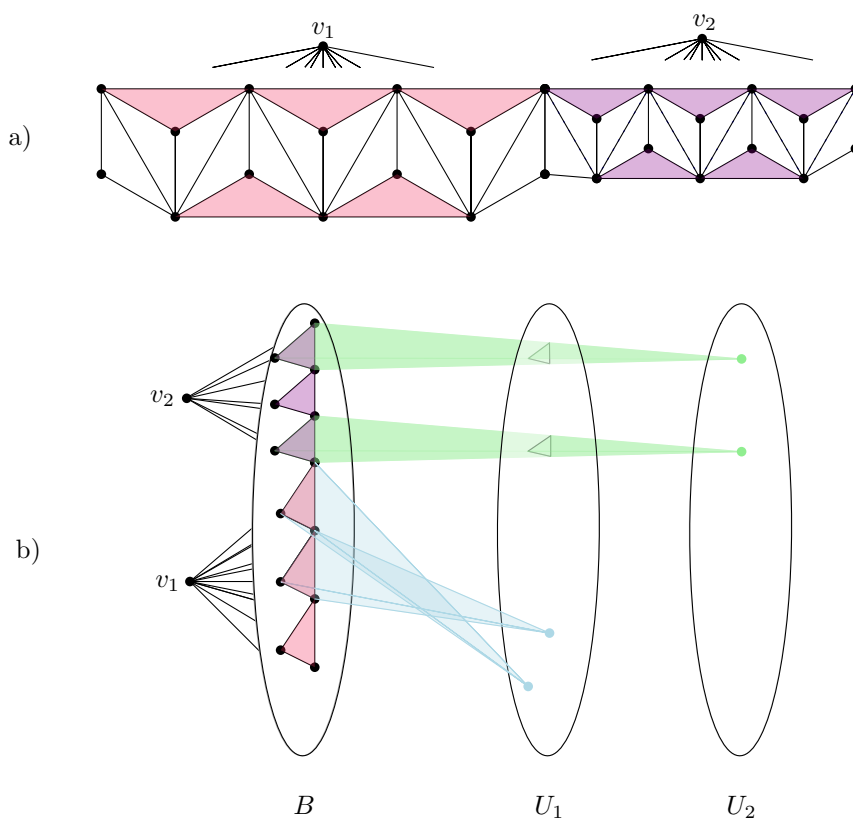 v₁ v₂
a)
v₂
b)
v₁
B U₁ U₂